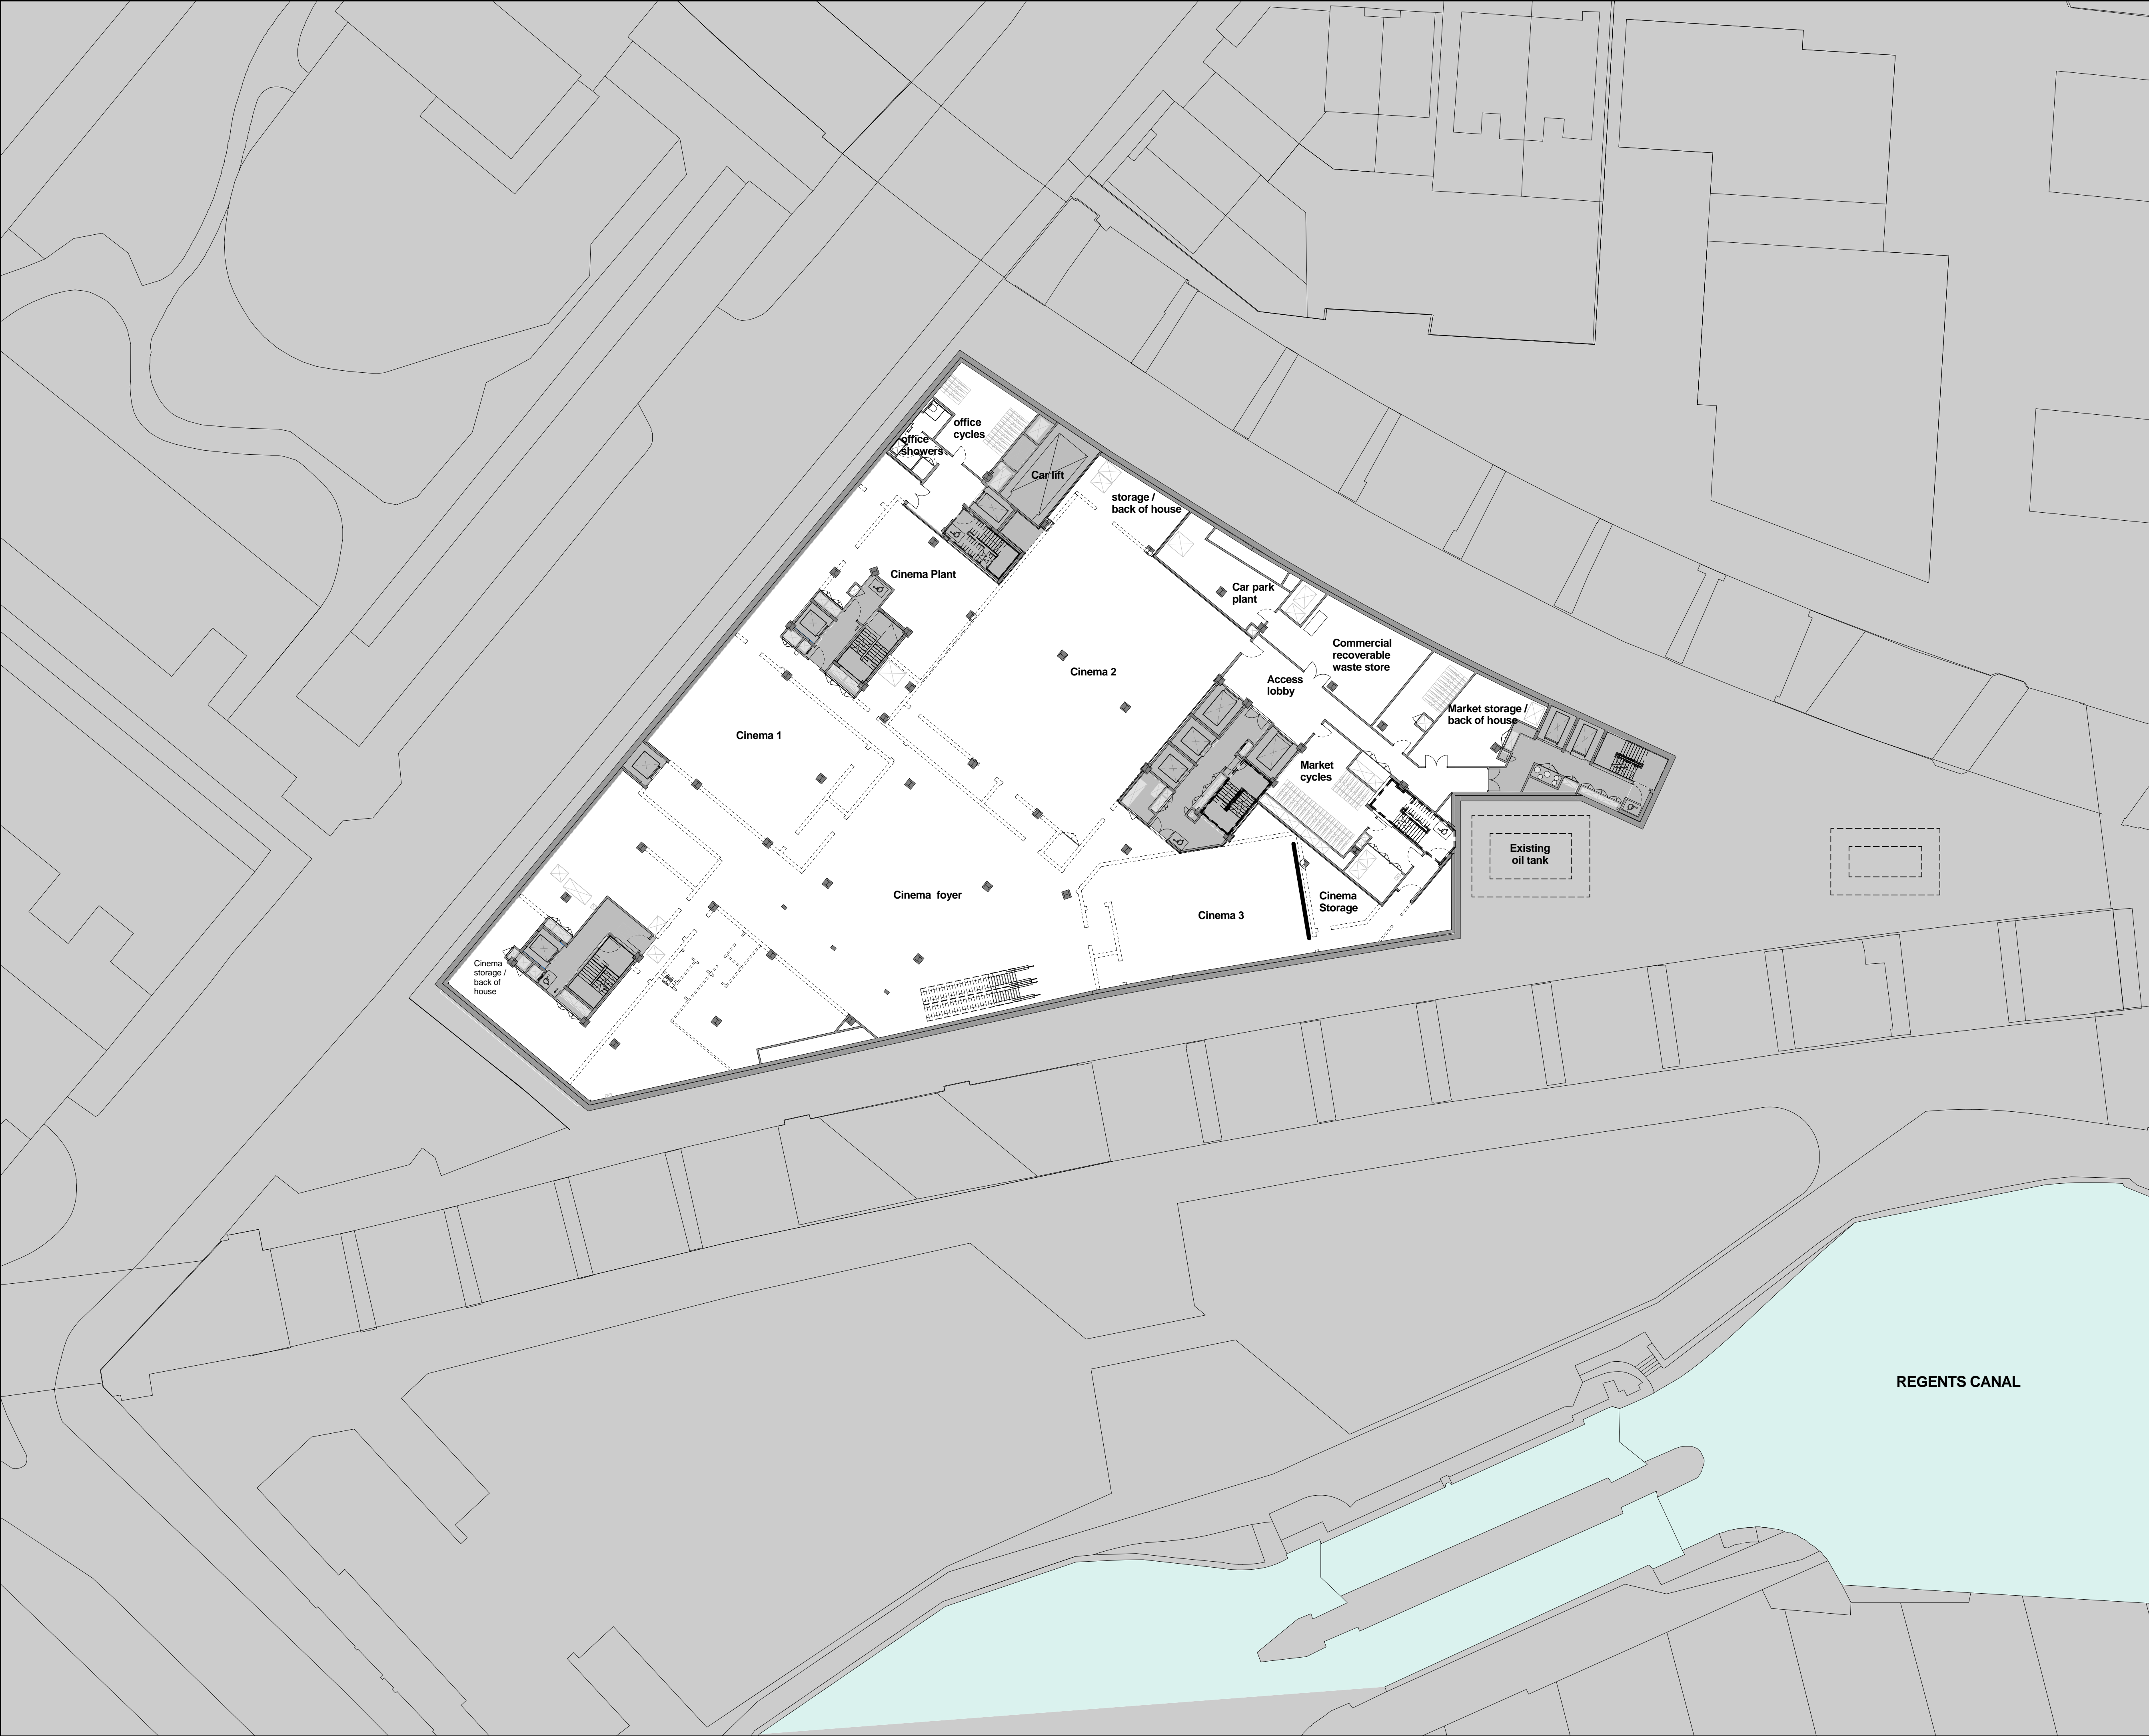 office
cycles
office
showers
Car lift
storage /
back of house
Cinema Plant
Car park
plant
Commercial
recoverable
waste store
Cinema 2
Access
lobby
Market storage /
back of house
Cinema 1
Market
cycles
Existing
oil tank
Cinema foyer
Cinema
Storage
Cinema 3
Cinema
storage /
back of
house
REGENTS CANAL